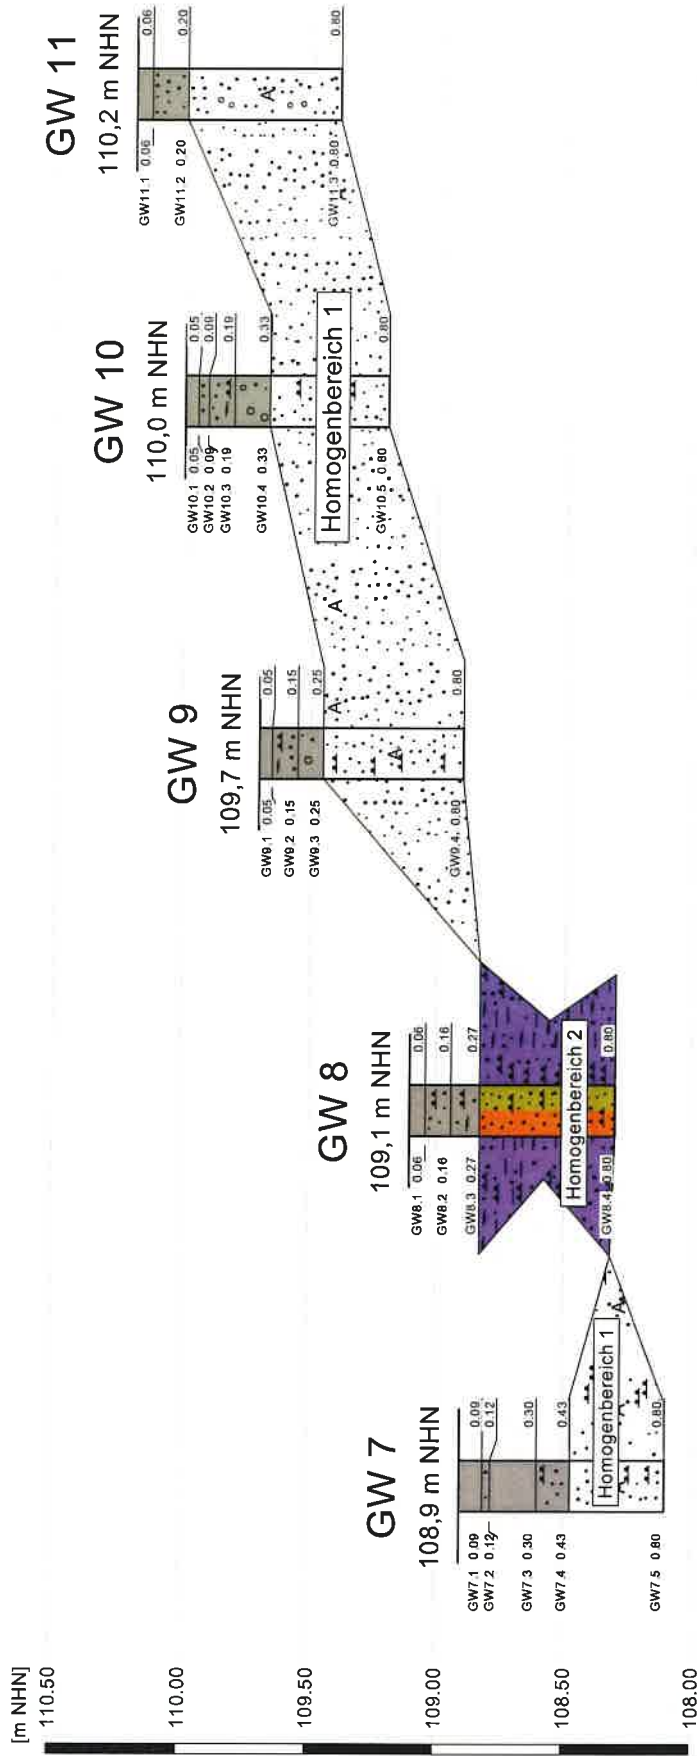 [m NHN]
110.50
110.00
109.50
109.00
108.50
108.00
GW 7
108,9 m NHN
GW7.1 0.09
GW7.2 0.12
GW7.3 0.30
GW7.4 0.43
GW7.5 0.80
0.09
0.12
0.30
0.43
0.80
Homogenbereich 1
A
GW 8
109,1 m NHN
GW8.1 0.06
GW8.2 0.16
GW8.3 0.27
GW8.4 0.80
0.06
0.16
0.27
0.80
Homogenbereich 2
GW 9
109,7 m NHN
GW9.1 0.05
GW9.2 0.15
GW9.3 0.25
GW9.4 0.80
0.05
0.15
0.25
0.80
A
A
A
GW 10
110,0 m NHN
GW10.1 0.05
GW10.2 0.09
GW10.3 0.19
GW10.4 0.33
GW10.5 0.80
0.05
0.09
0.19
0.33
0.80
Homogenbereich 1
GW 11
110,2 m NHN
GW11.1 0.06
GW11.2 0.20
GW11.3 0.80
0.06
0.20
0.80
A